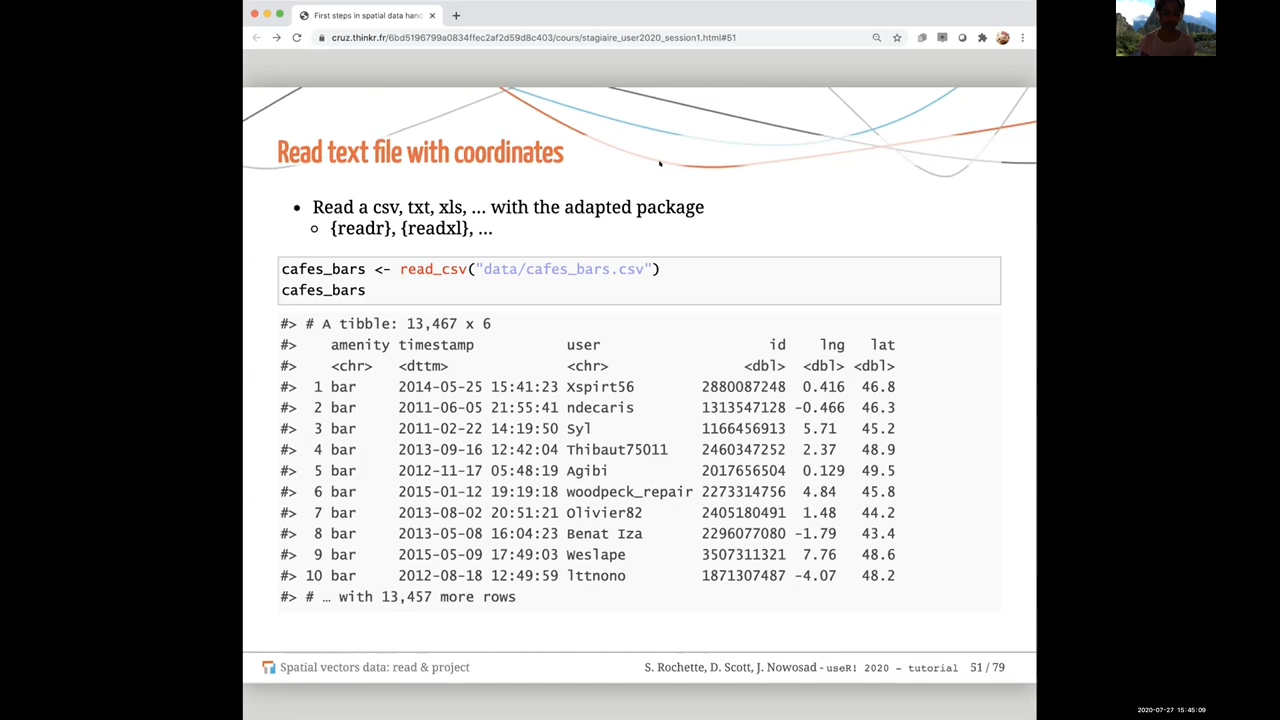 First steps in spatial data han
cruz.thinkr.fr/6bd5196799a0834ffec2af2d59d8c403/cours/stagiaire_user2020_session1.html#51
Read text file with coordinates
• Read a csv, txt, xls, … with the adapted package
○ {readr}, {readxl}, …
cafes_bars <- read_csv("data/cafes_bars.csv")
cafes_bars
#> # A tibble: 13,467 x 6
#>    amenity timestamp           user                  id    lng   lat
#>    <chr>   <dttm>              <chr>              <dbl>  <dbl> <dbl>
#>  1 bar     2014-05-25 15:41:23 Xspirt56      2880087248  0.416  46.8
#>  2 bar     2011-06-05 21:55:41 ndecaris      1313547128 -0.466  46.3
#>  3 bar     2011-02-22 14:19:50 Syl           1166456913  5.71   45.2
#>  4 bar     2013-09-16 12:42:04 Thibaut75011  2460347252  2.37   48.9
#>  5 bar     2012-11-17 05:48:19 Agibi         2017656504  0.129  49.5
#>  6 bar     2015-01-12 19:19:18 woodpeck_repair 2273314756  4.84   45.8
#>  7 bar     2013-08-02 20:51:21 Olivier82     2405180491  1.48   44.2
#>  8 bar     2013-05-08 16:04:23 Benat Iza     2296077080 -1.79   43.4
#>  9 bar     2015-05-09 17:49:03 Weslape       3507311321  7.76   48.6
#> 10 bar     2012-08-18 12:49:59 lttnono       1871307487 -4.07   48.2
#> # … with 13,457 more rows
Spatial vectors data: read & project
S. Rochette, D. Scott, J. Nowosad - useR! 2020 - tutorial 51 / 79
2020-07-27 15:45:09